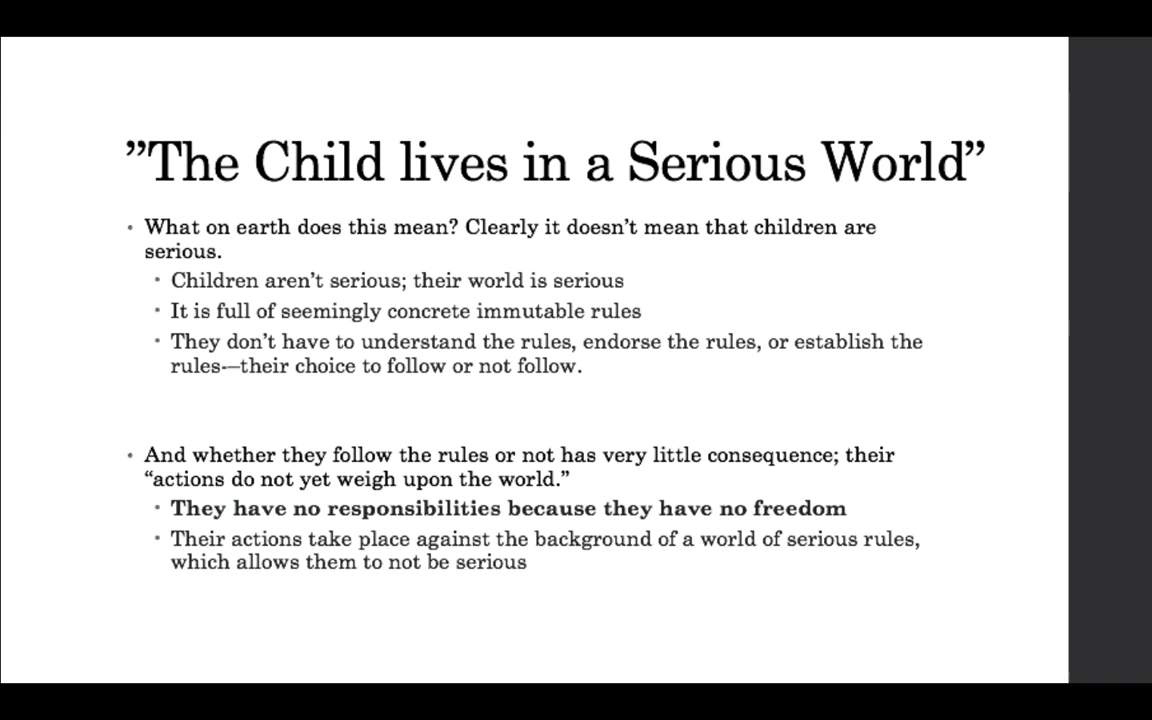 ”The Child lives in a Serious World”
• What on earth does this mean? Clearly it doesn’t mean that children are
serious.
• Children aren’t serious; their world is serious
• It is full of seemingly concrete immutable rules
• They don’t have to understand the rules, endorse the rules, or establish the
rules-–their choice to follow or not follow.
• And whether they follow the rules or not has very little consequence; their
“actions do not yet weigh upon the world.”
• They have no responsibilities because they have no freedom
• Their actions take place against the background of a world of serious rules,
which allows them to not be serious